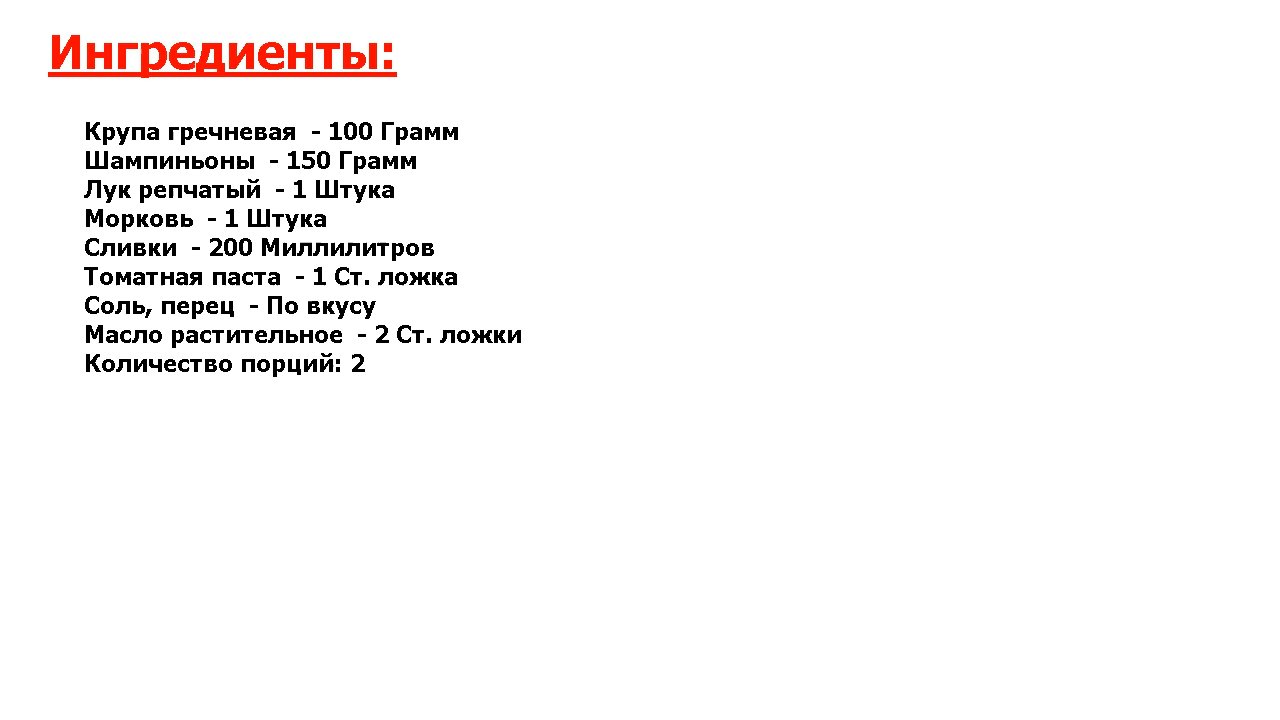 Ингредиенты:
Крупа гречневая  - 100 Грамм
Шампиньоны  - 150 Грамм
Лук репчатый  - 1 Штука
Морковь  - 1 Штука
Сливки  - 200 Миллилитров
Томатная паста  - 1 Ст. ложка
Соль, перец  - По вкусу
Масло растительное  - 2 Ст. ложки
Количество порций: 2